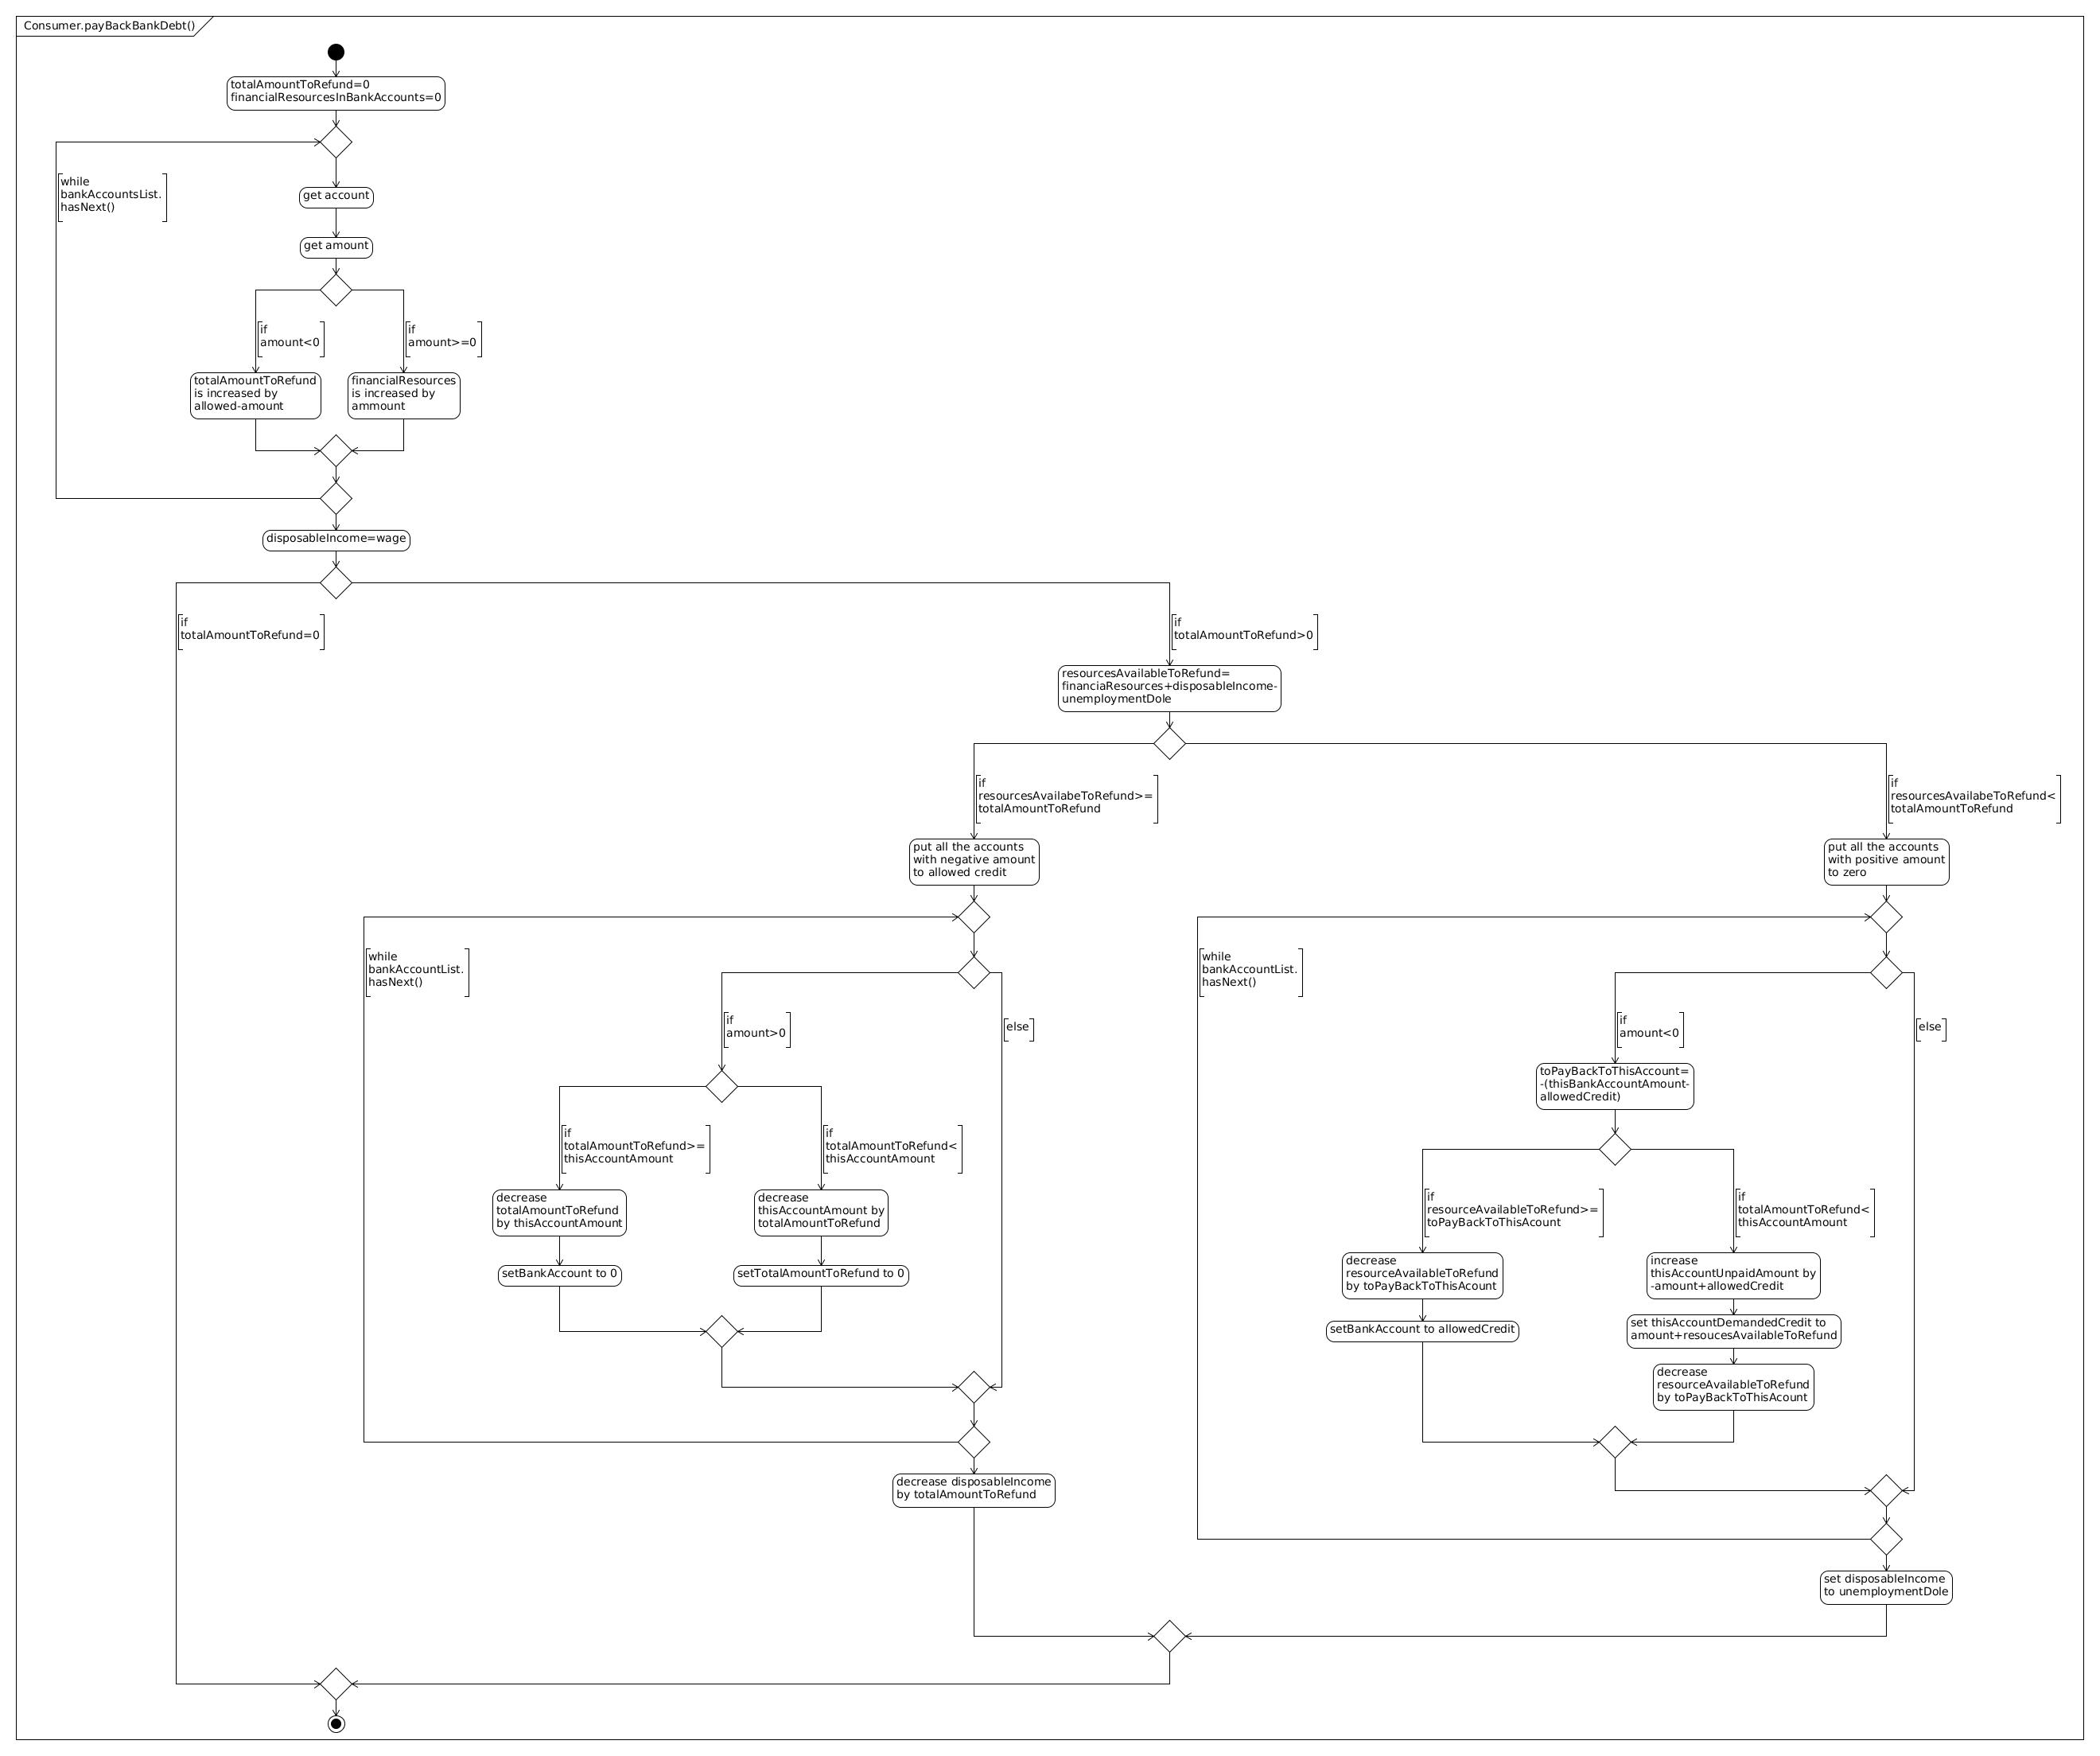 Consumer.payBackBankDebt()
totalAmountToRefund=0
financialResourcesInBankAccounts=0
while
bankAccountsList.
hasNext()
get account
get amount
if
amount<0
if
amount>=0
totalAmountToRefund
is increased by
allowed-amount
financialResources
is increased by
ammount
disposableIncome=wage
if
totalAmountToRefund=0
if
totalAmountToRefund>0
resourcesAvailableToRefund=
financiaResources+disposableIncome-
unemploymentDole
if
resourcesAvailabeToRefund>=
totalAmountToRefund
if
resourcesAvailabeToRefund<
totalAmountToRefund
put all the accounts
with negative amount
to allowed credit
put all the accounts
with positive amount
to zero
while
bankAccountList.
hasNext()
if
amount>0
else
if
totalAmountToRefund>=
thisAccountAmount
if
totalAmountToRefund<
thisAccountAmount
decrease
totalAmountToRefund
by thisAccountAmount
decrease
thisAccountAmount by
totalAmountToRefund
setBankAccount to 0
setTotalAmountToRefund to 0
decrease disposableIncome
by totalAmountToRefund
while
bankAccountList.
hasNext()
if
amount<0
else
toPayBackToThisAccount=
-(thisBankAccountAmount-
allowedCredit)
if
resourceAvailableToRefund>=
toPayBackToThisAcount
if
totalAmountToRefund<
thisAccountAmount
decrease
resourceAvailableToRefund
by toPayBackToThisAcount
increase
thisAccountUnpaidAmount by
-amount+allowedCredit
setBankAccount to allowedCredit
set thisAccountDemandedCredit to
amount+resoucesAvailableToRefund
decrease
resourceAvailableToRefund
by toPayBackToThisAcount
set disposableIncome
to unemploymentDole